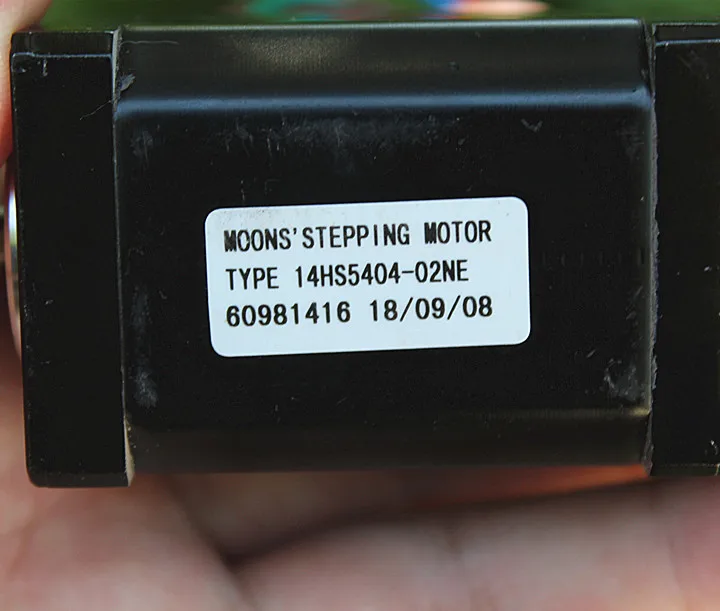 MOONS'STEPPING MOTOR
TYPE 14HS5404-02NE
60981416 18/09/08